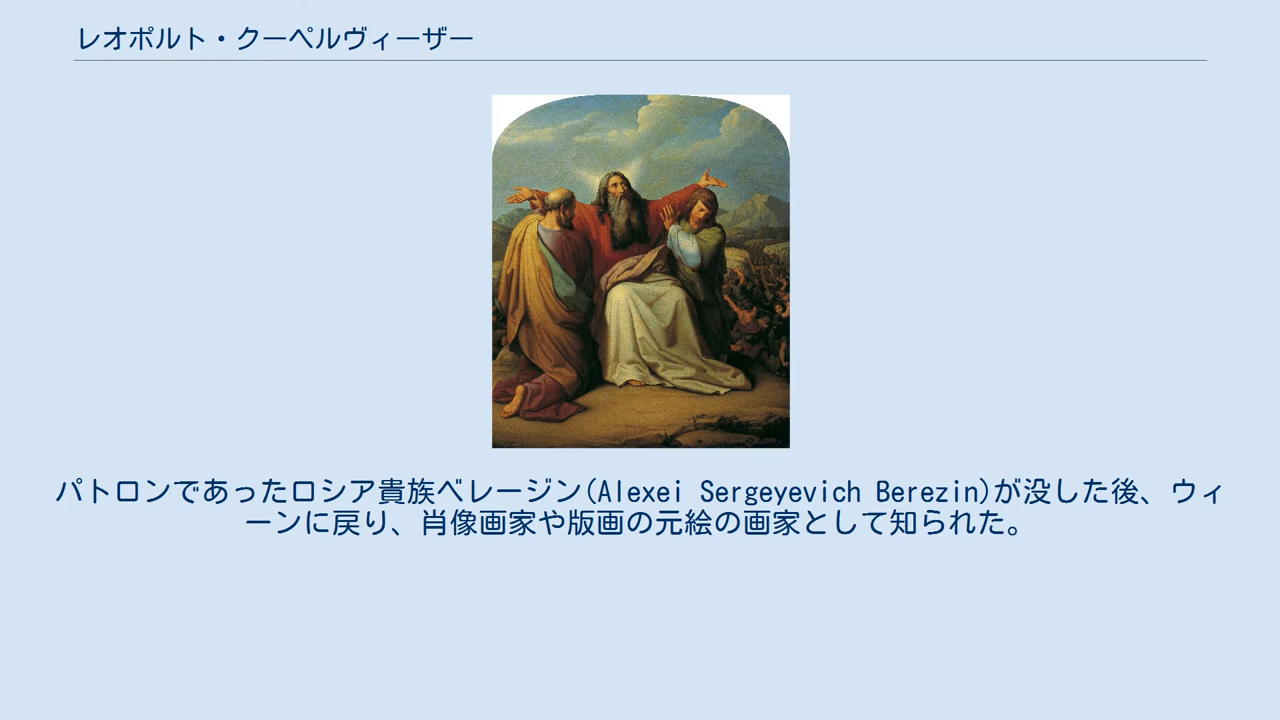 レオポルト・クーペルヴィーザー
パトロンであったロシア貴族ベレージン(Alexei Sergeyevich Berezin)が没した後、ウィ
ーンに戻り、肖像画家や版画の元絵の画家として知られた。